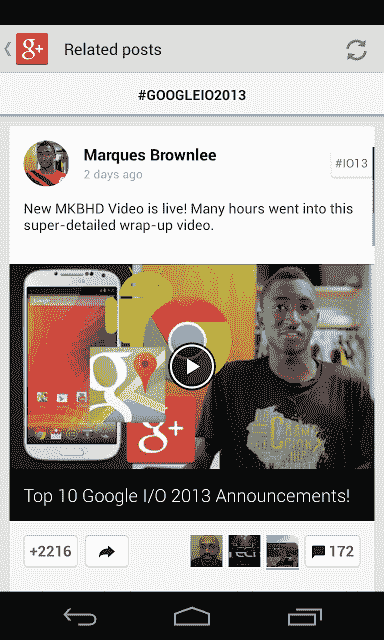 g+
Related posts
#GOOGLEIO2013
Marques Brownlee
2 days ago
#IO13
New MKBHD Video is live! Many hours went into this
super-detailed wrap-up video.
g
g+
Top 10 Google I/O 2013 Announcements!
+2216
172